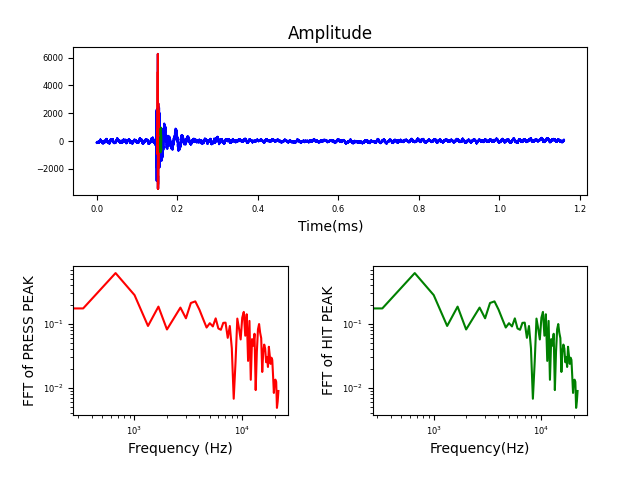 Amplitude
6000
4000
2000
0
−2000
0.0 0.2 0.4 0.6 0.8 1.0 1.2
Time(ms)
FFT of PRESS PEAK
10⁻¹
10⁻²
10³ 10⁴
Frequency (Hz)
FFT of HIT PEAK
10⁻¹
10⁻²
10³ 10⁴
Frequency(Hz)